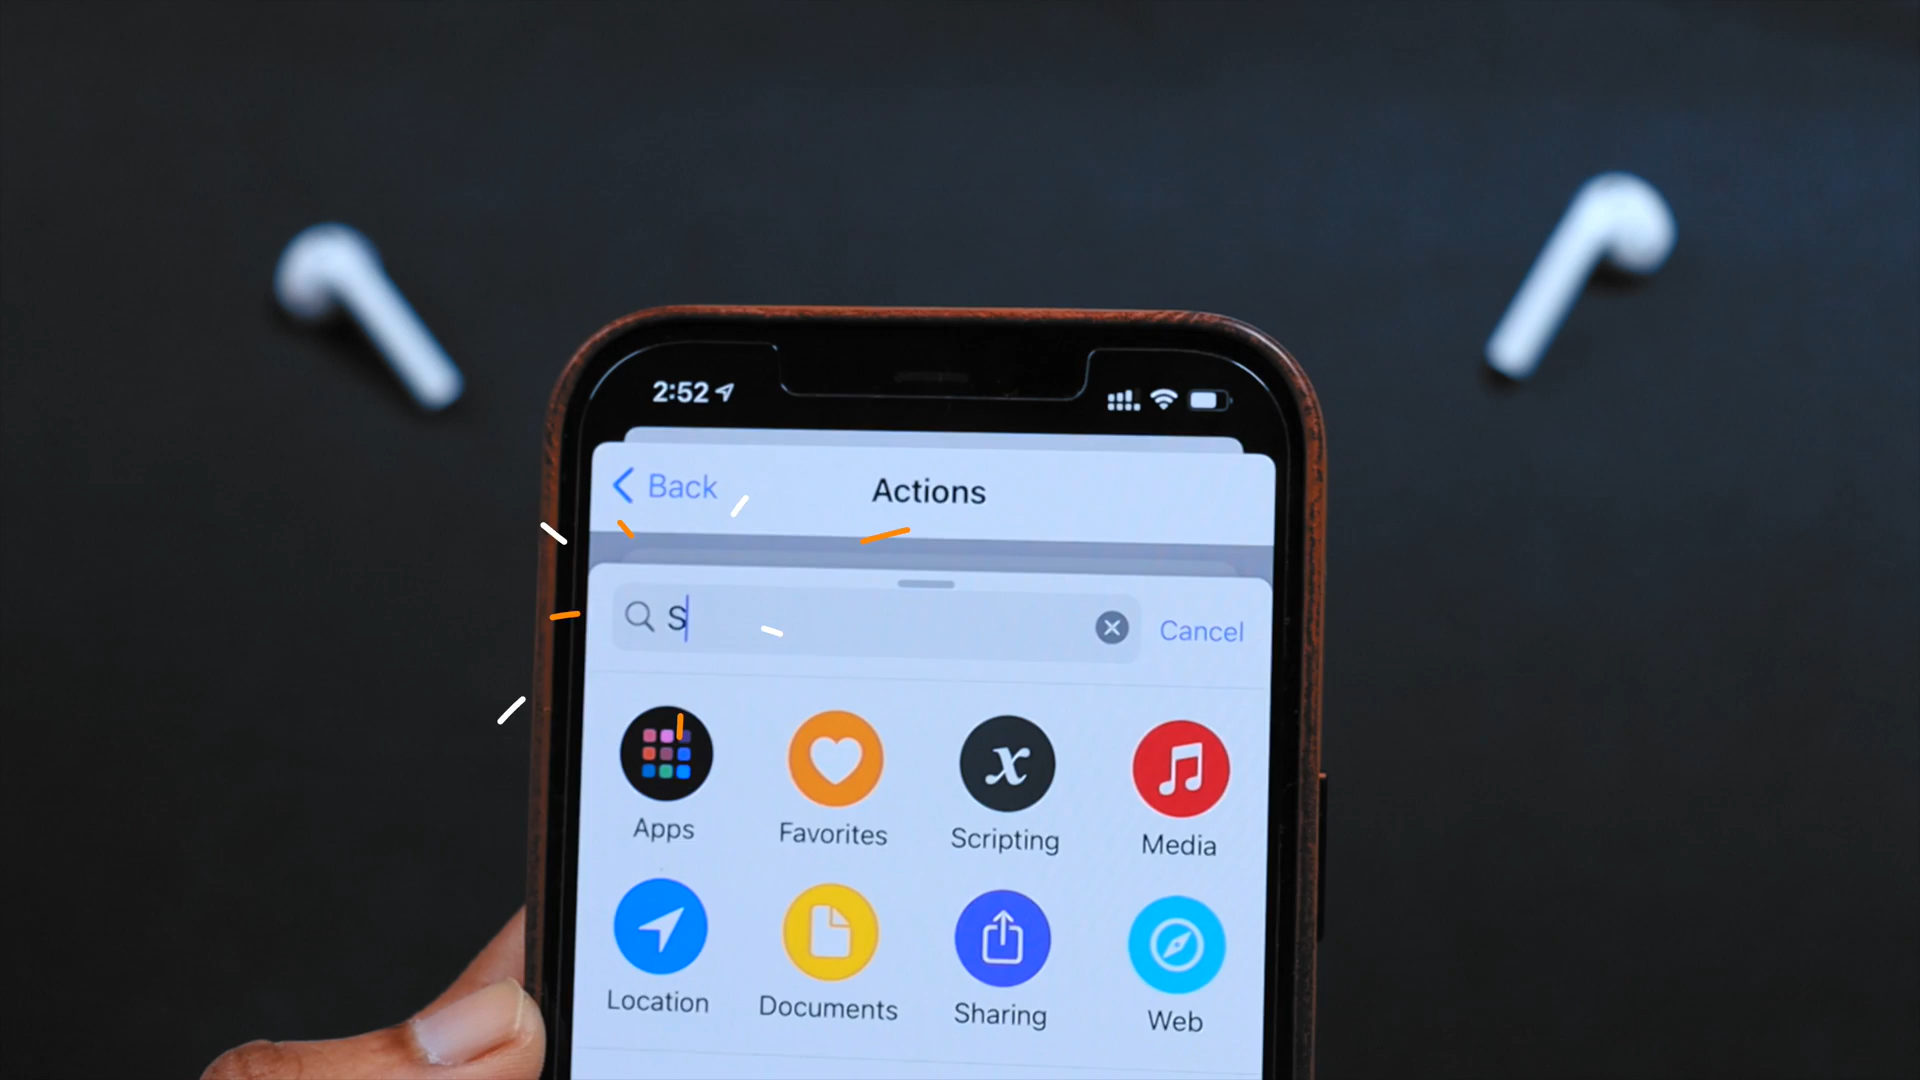 2:52
Back
Actions
S
Cancel
Apps
Favorites
Scripting
Media
Location
Documents
Sharing
Web